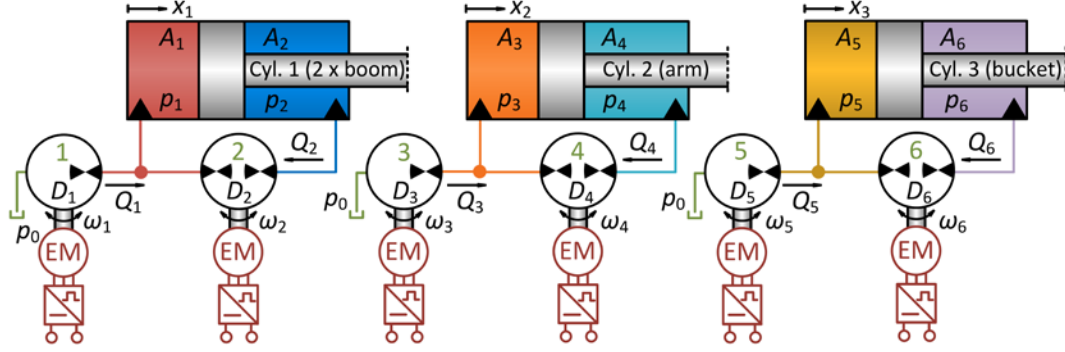 x1 x2 x3
A1 A2 A3 A4 A5 A6
Cyl. 1 (2 x boom) Cyl. 2 (arm) Cyl. 3 (bucket)
p1 p2 p3 p4 p5 p6
1 2 Q2 3 4 Q4 5 6 Q6
D1 D2 D3 D4 D5 D6
p0 Q1 p0 Q3 p0 Q5
ω1 ω2 ω3 ω4 ω5 ω6
EM EM EM EM EM EM